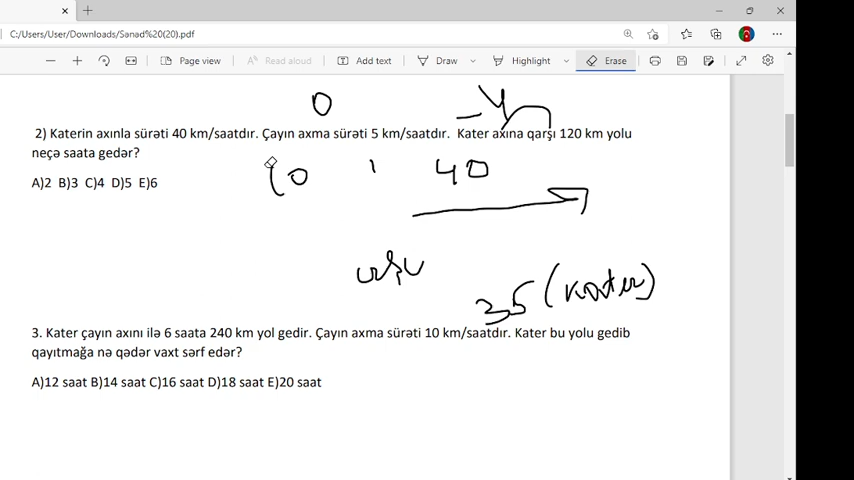 C:/Users/User/Downloads/Sanad%20(20).pdf
Page view
Read aloud
Add text
Draw
Highlight
Erase
0
2) Katerin axınla sürəti 40 km/saatdır. Çayın axma sürəti 5 km/saatdır. Kater axına qarşı 120 km yolu
neçə saata gedər?
40
A)2 B)3 C)4 D)5 E)6
35 (kater)
3. Kater çayın axını ilə 6 saata 240 km yol gedir. Çayın axma sürəti 10 km/saatdır. Kater bu yolu gedib
qayıtmağa nə qədər vaxt sərf edər?
A)12 saat B)14 saat C)16 saat D)18 saat E)20 saat